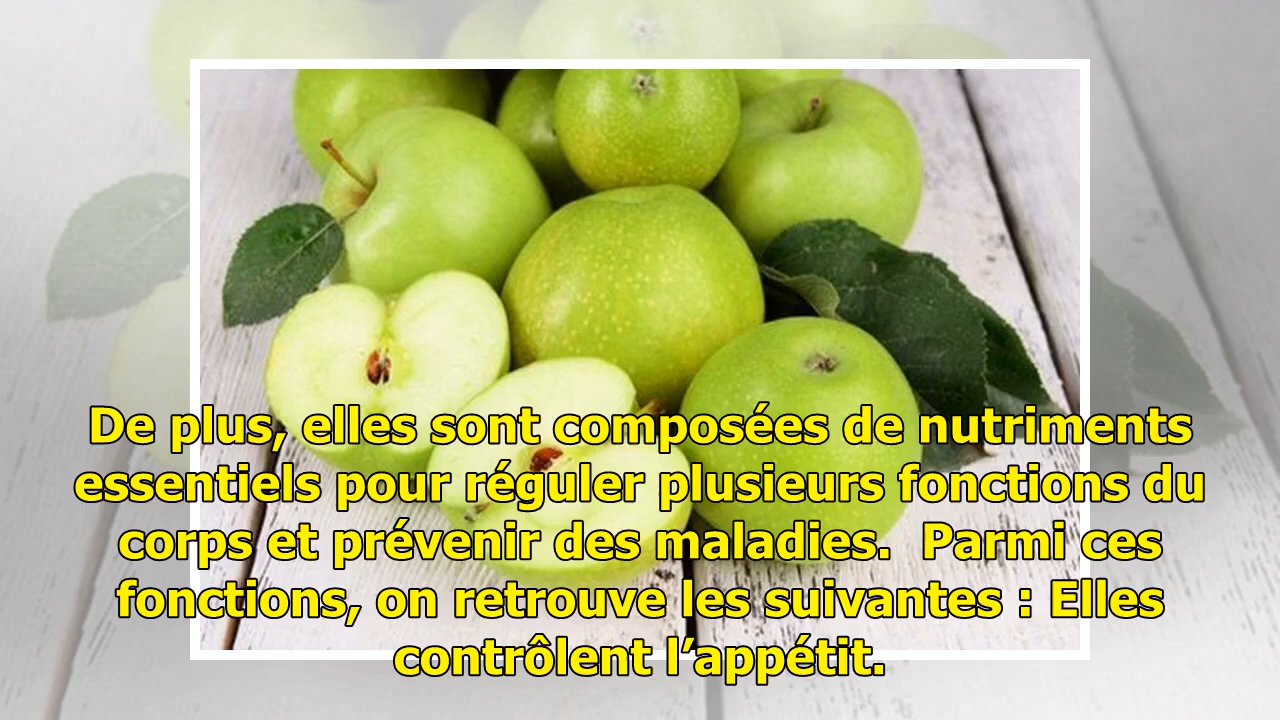 De plus, elles sont composées de nutriments
essentiels pour réguler plusieurs fonctions du
corps et prévenir des maladies.  Parmi ces
fonctions, on retrouve les suivantes : Elles
contrôlent l’appétit.